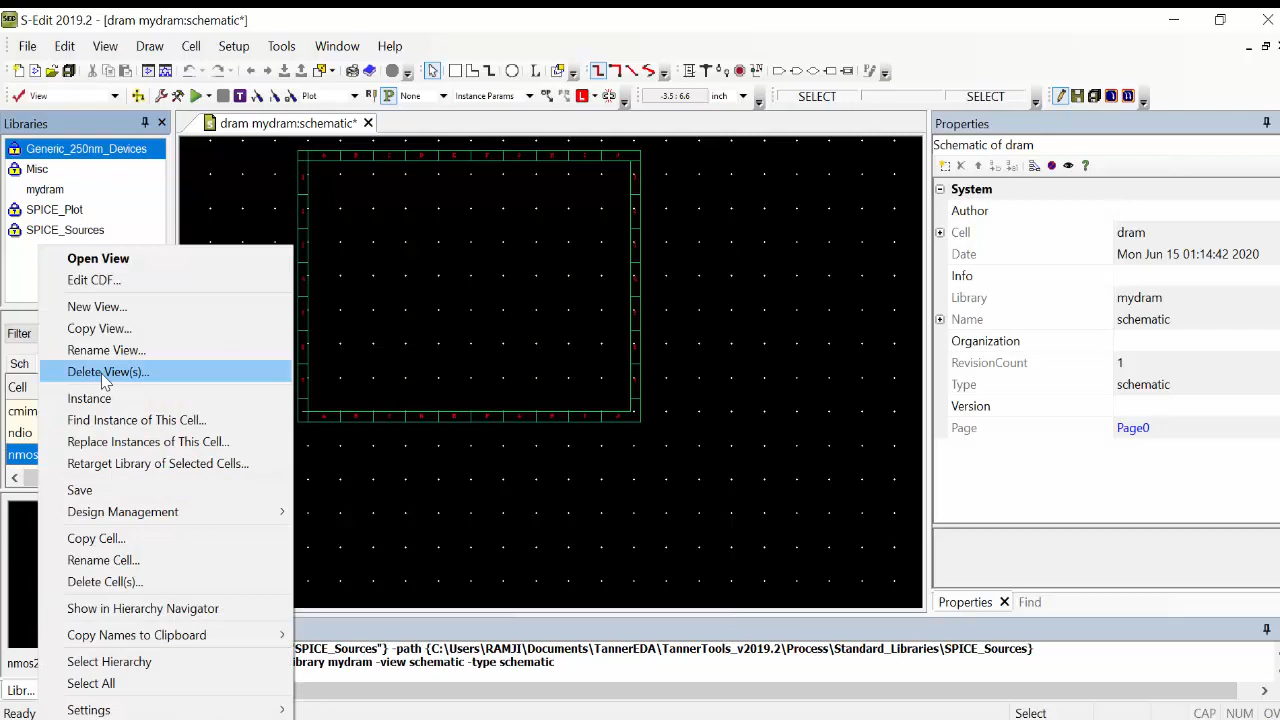 S-Edit 2019.2 - [dram mydram:schematic*]
File Edit View Draw Cell Setup Tools Window Help
View Plot None Instance Params -3.5 : 6.6 inch SELECT SELECT
Libraries
dram mydram:schematic*
Properties
Generic_250nm_Devices
Misc
mydram
SPICE_Plot
SPICE_Sources
Open View
Edit CDF...
New View...
Copy View...
Rename View...
Delete View(s)...
Instance
Find Instance of This Cell...
Replace Instances of This Cell...
Retarget Library of Selected Cells...
Save
Design Management
Copy Cell...
Rename Cell...
Delete Cell(s)...
Show in Hierarchy Navigator
Copy Names to Clipboard
Select Hierarchy
Select All
Settings
Filter
Sch
Cell
cmim
ndio
nmos
nmos2
Libr...
Ready
Schematic of dram
System
Author
Cell dram
Date Mon Jun 15 01:14:42 2020
Info
Library mydram
Name schematic
Organization
RevisionCount 1
Type schematic
Version
Page Page0
Properties Find
SPICE_Sources"} -path {C:\Users\RAMJI\Documents\TannerEDA\TannerTools_v2019.2\Process\Standard_Libraries\SPICE_Sources}
ibrary mydram -view schematic -type schematic
Select CAP NUM OV